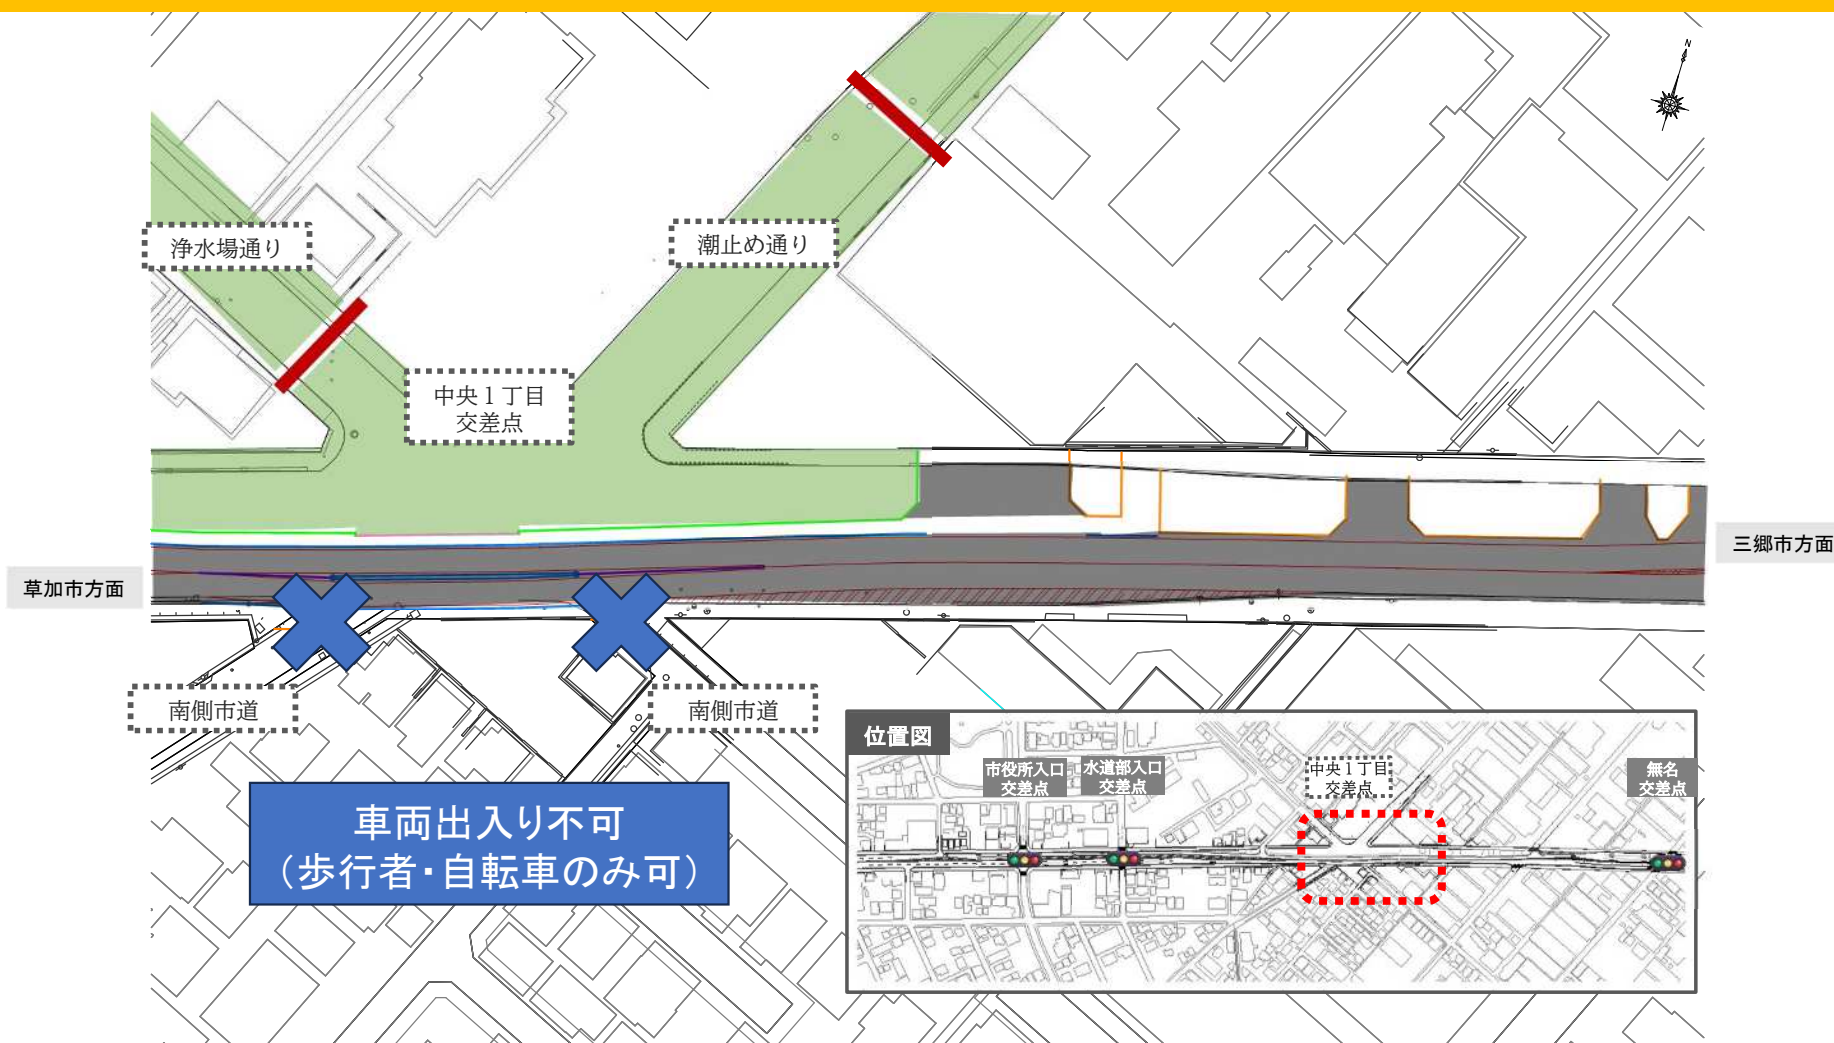 N
浄水場通り
潮止め通り
中央１丁目
交差点
三郷市方面
草加市方面
南側市道
南側市道
車両出入り不可
（歩行者・自転車のみ可）
位置図
市役所入口
交差点
水道部入口
交差点
中央１丁目
交差点
無名
交差点